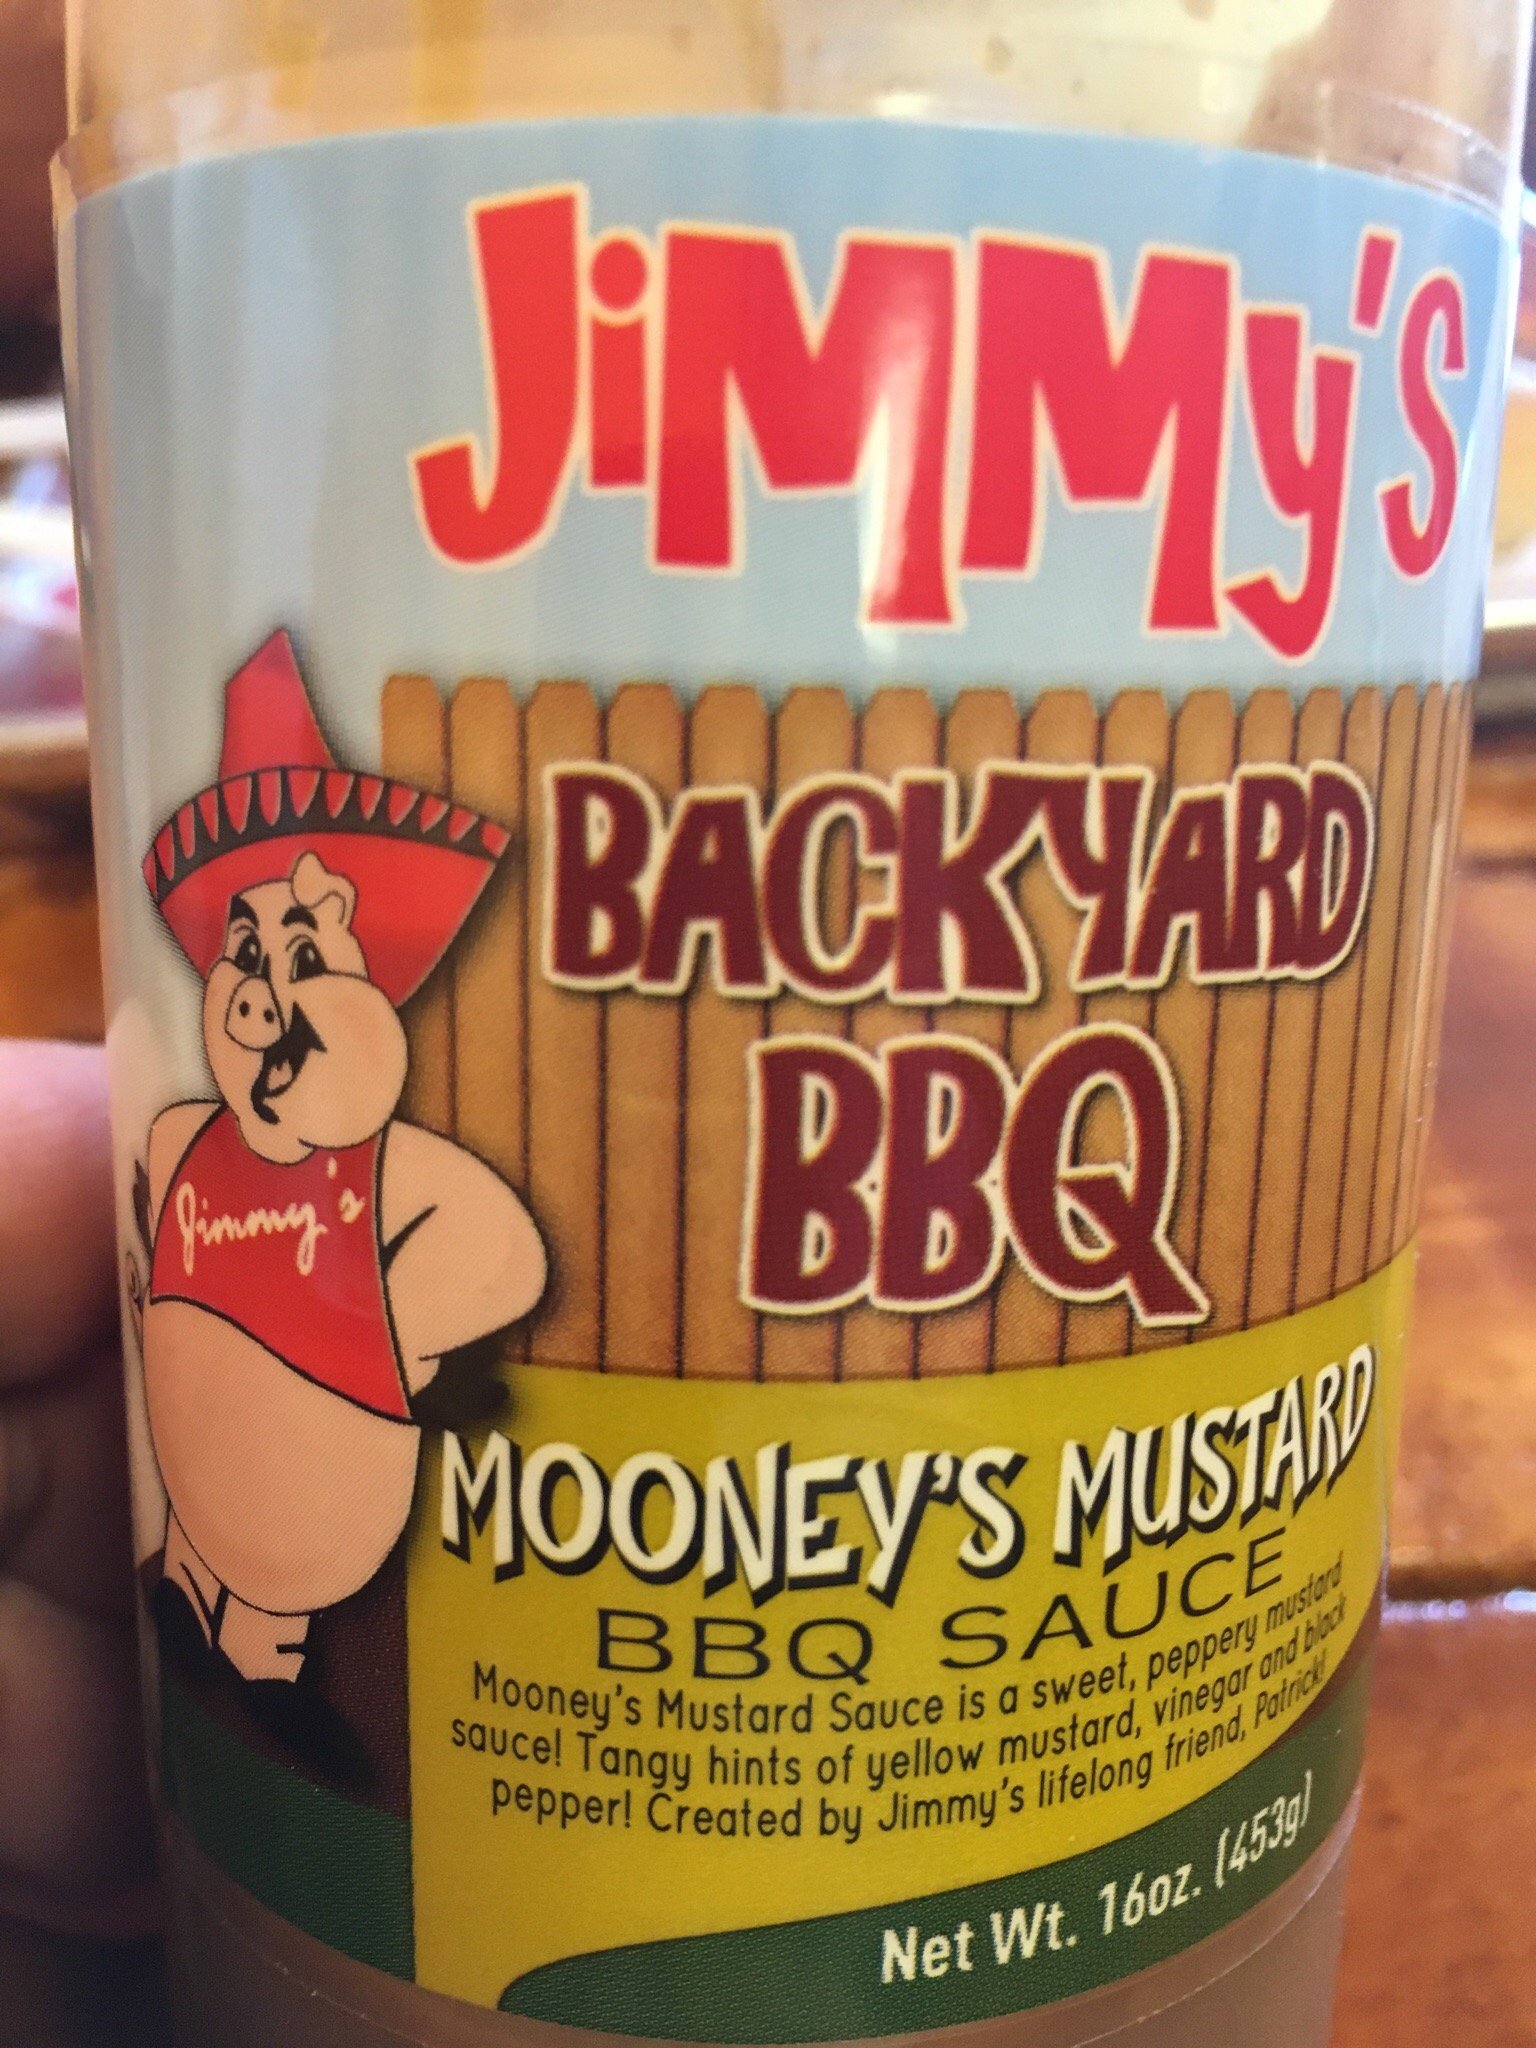 JiMMy's
BACKYARD
BBQ
Jimmy's
MOONEY'S MUSTARD
BBQ SAUCE
Mooney's Mustard Sauce is a sweet, peppery mustard
sauce! Tangy hints of yellow mustard, vinegar and black
pepper! Created by Jimmy's lifelong friend, Patrick!
Net Wt. 16oz. (453g)